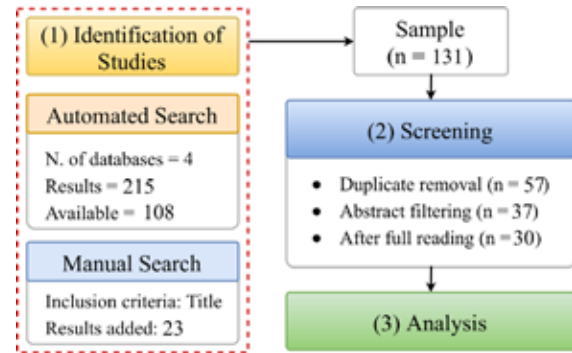 (1) Identification of
Studies
Automated Search
N. of databases = 4
Results = 215
Available = 108
Manual Search
Inclusion criteria: Title
Results added: 23
Sample
(n = 131)
(2) Screening
• Duplicate removal (n = 57)
• Abstract filtering (n = 37)
• After full reading (n = 30)
(3) Analysis